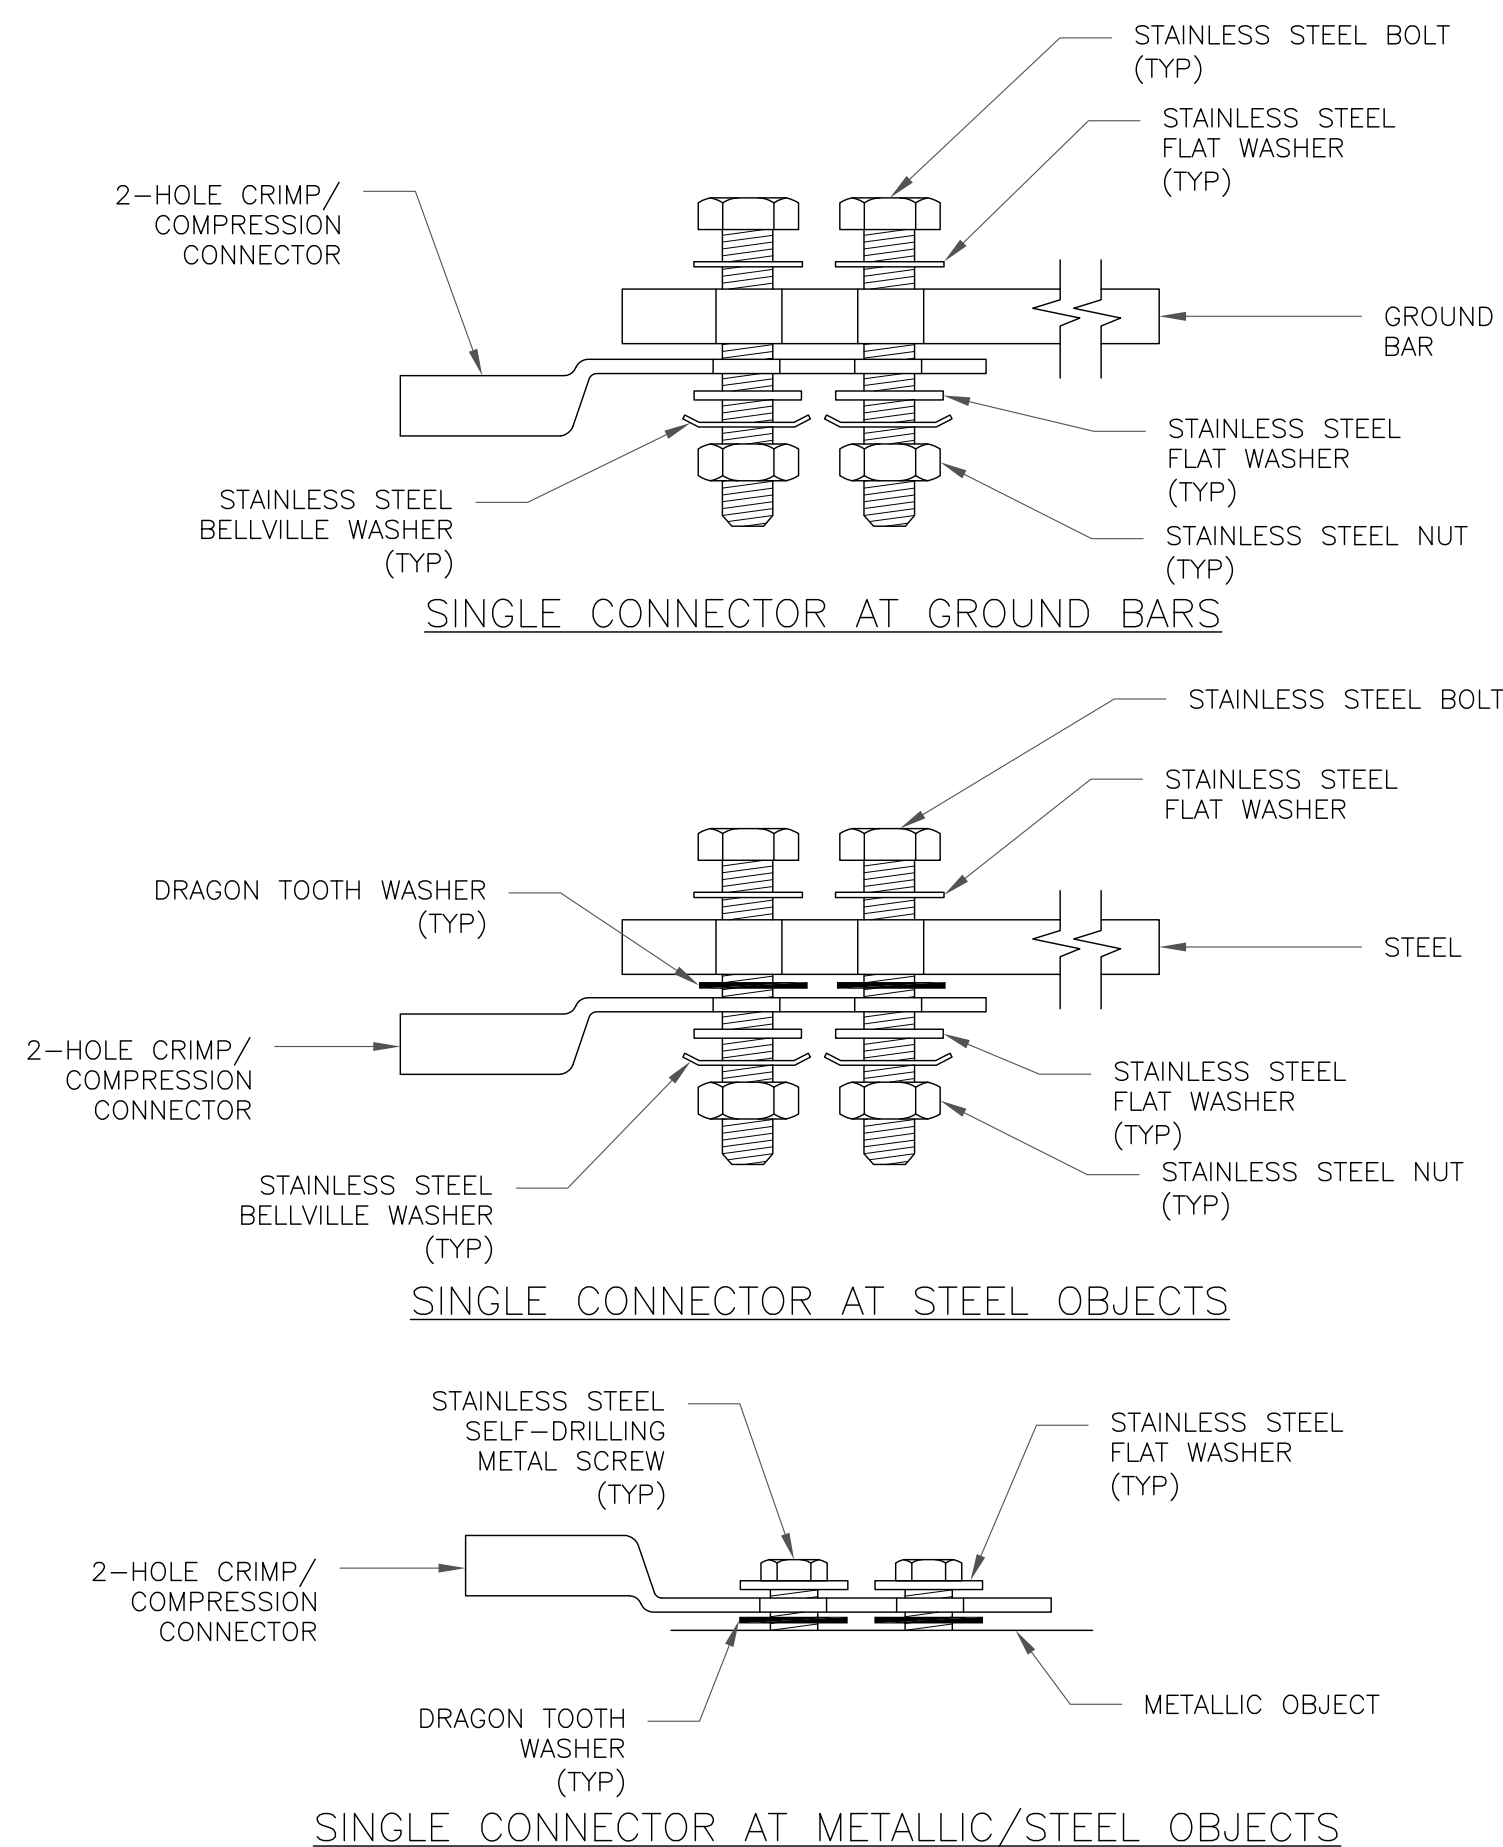 STAINLESS STEEL BOLT
(TYP)
STAINLESS STEEL
FLAT WASHER
(TYP)
2-HOLE CRIMP/
COMPRESSION
CONNECTOR
GROUND
BAR
STAINLESS STEEL
FLAT WASHER
(TYP)
STAINLESS STEEL
BELLVILLE WASHER
(TYP)
STAINLESS STEEL NUT
(TYP)
SINGLE CONNECTOR AT GROUND BARS
STAINLESS STEEL BOLT
STAINLESS STEEL
FLAT WASHER
DRAGON TOOTH WASHER
(TYP)
STEEL
2-HOLE CRIMP/
COMPRESSION
CONNECTOR
STAINLESS STEEL
FLAT WASHER
(TYP)
STAINLESS STEEL NUT
(TYP)
STAINLESS STEEL
BELLVILLE WASHER
(TYP)
SINGLE CONNECTOR AT STEEL OBJECTS
STAINLESS STEEL
SELF-DRILLING
METAL SCREW
(TYP)
STAINLESS STEEL
FLAT WASHER
(TYP)
2-HOLE CRIMP/
COMPRESSION
CONNECTOR
METALLIC OBJECT
DRAGON TOOTH
WASHER
(TYP)
SINGLE CONNECTOR AT METALLIC/STEEL OBJECTS